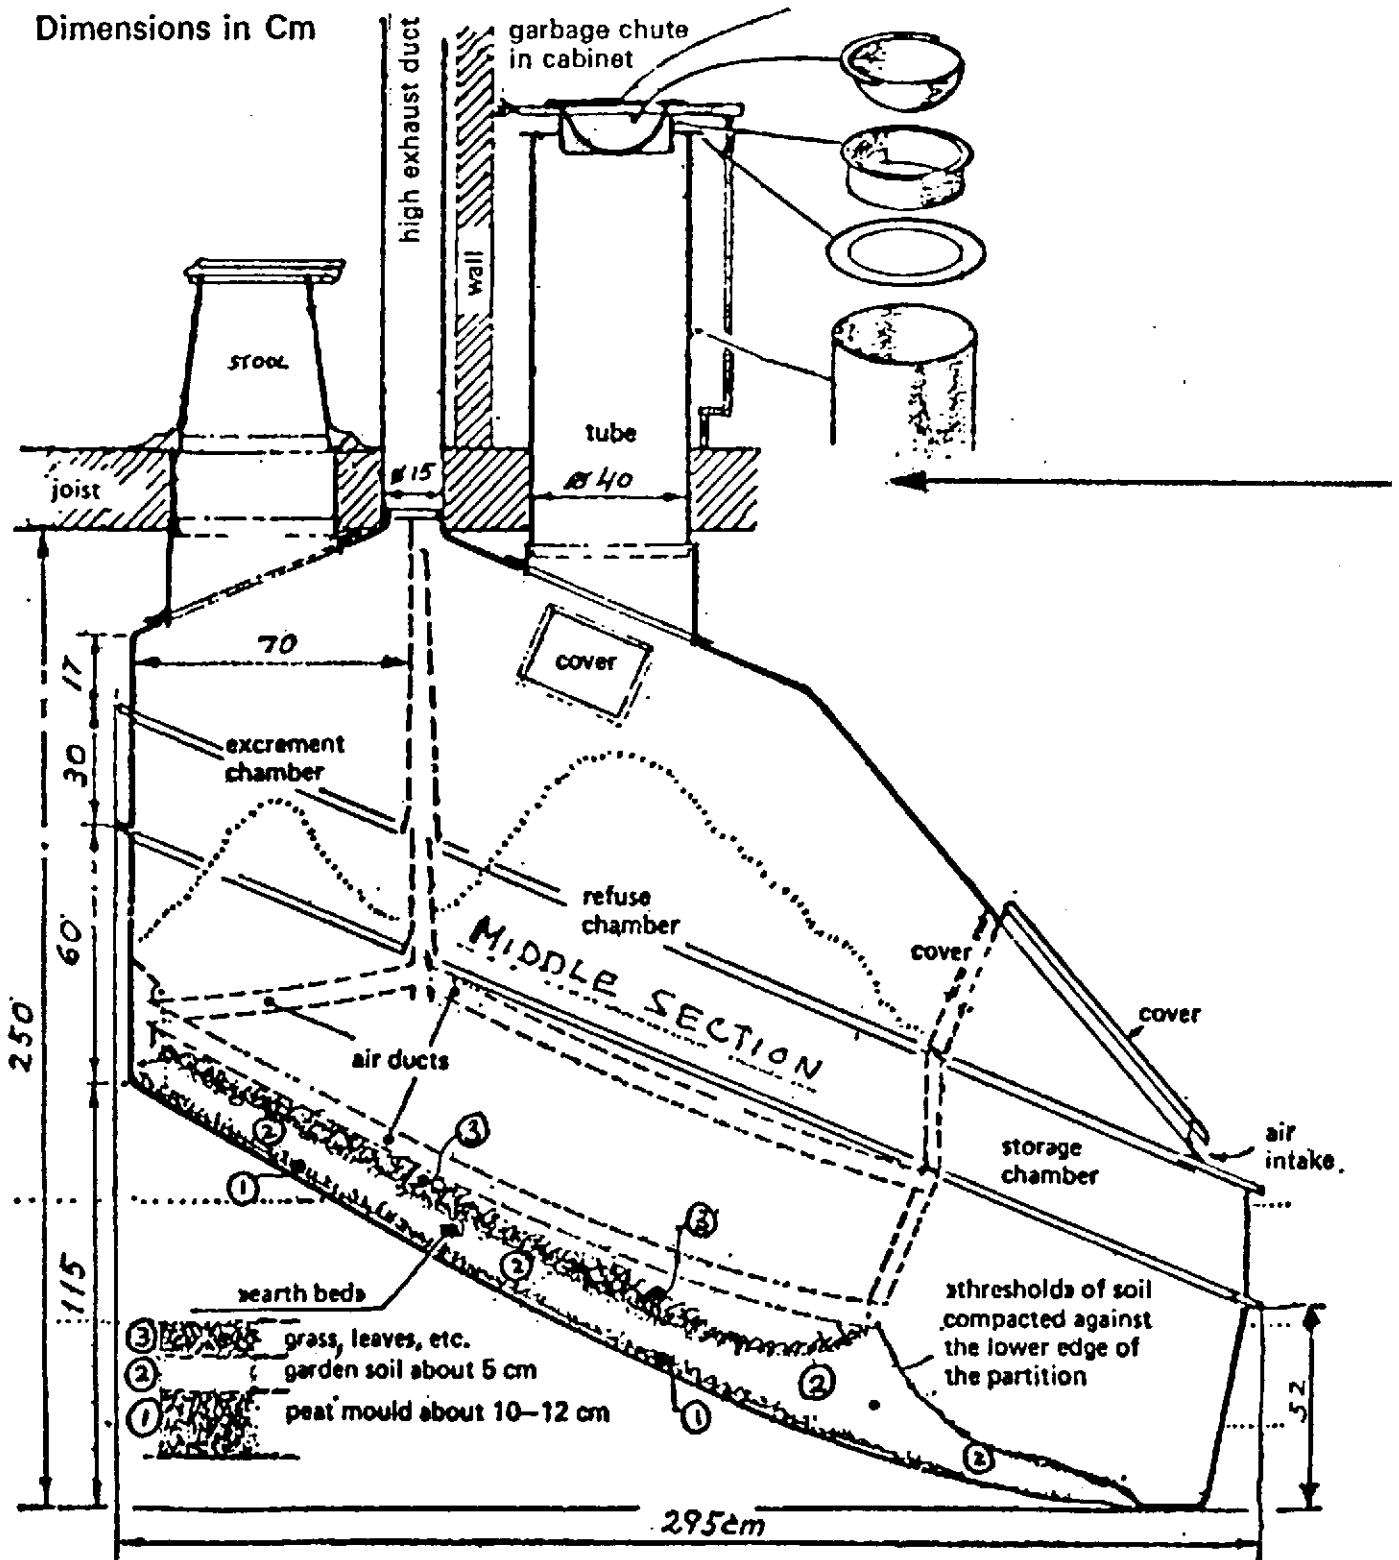 Dimensions in Cm
high exhaust duct
garbage chute
in cabinet
wall
STOOL
tube
joist
ø 15
ø 40
70
cover
17
excrement
chamber
30
refuse
chamber
MIDDLE SECTION
cover
cover
60
250
air ducts
air
intake
storage
chamber
③
②
①
③
②
115
»earth beds
»thresholds of soil
compacted against
the lower edge of
the partition
③ grass, leaves, etc.
② garden soil about 5 cm
① peat mould about 10–12 cm
②
①
②
52
295cm